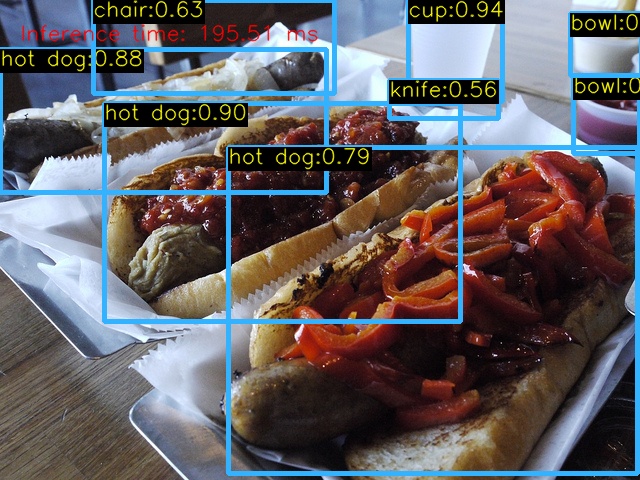 chair:0.63
cup:0.94
bowl:0
Inference time: 195.51 ms
hot dog:0.88
knife:0.56
bowl:0
hot dog:0.90
hot dog:0.79